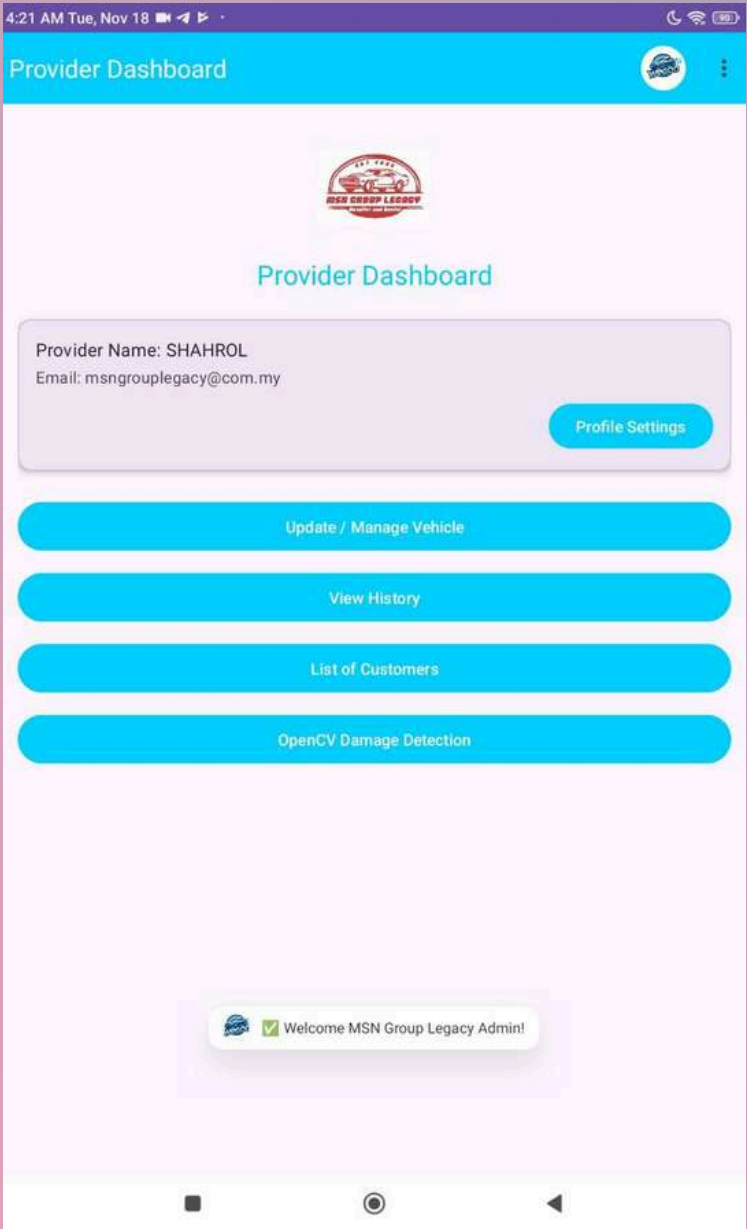 4:21 AM Tue, Nov 18
90
Provider Dashboard
MSN GROUP LEGACY
Provider Dashboard
Provider Name: SHAHROL
Email: msngrouplegacy@com.my
Profile Settings
Update / Manage Vehicle
View History
List of Customers
OpenCV Damage Detection
✅ Welcome MSN Group Legacy Admin!